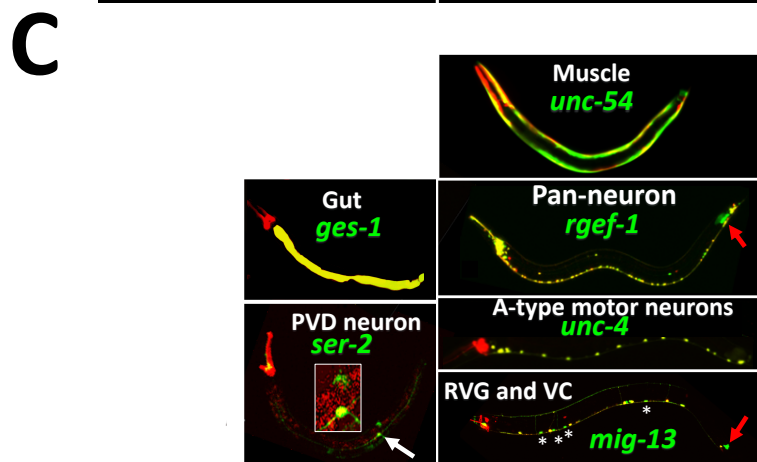 C
Muscle
unc-54
Gut
ges-1
Pan-neuron
rgef-1
PVD neuron
ser-2
A-type motor neurons
unc-4
RVG and VC
* * * *
mig-13